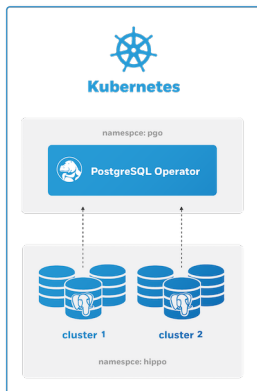 Kubernetes
namespce: pgo
PostgreSQL Operator
cluster 1
cluster 2
namespce: hippo